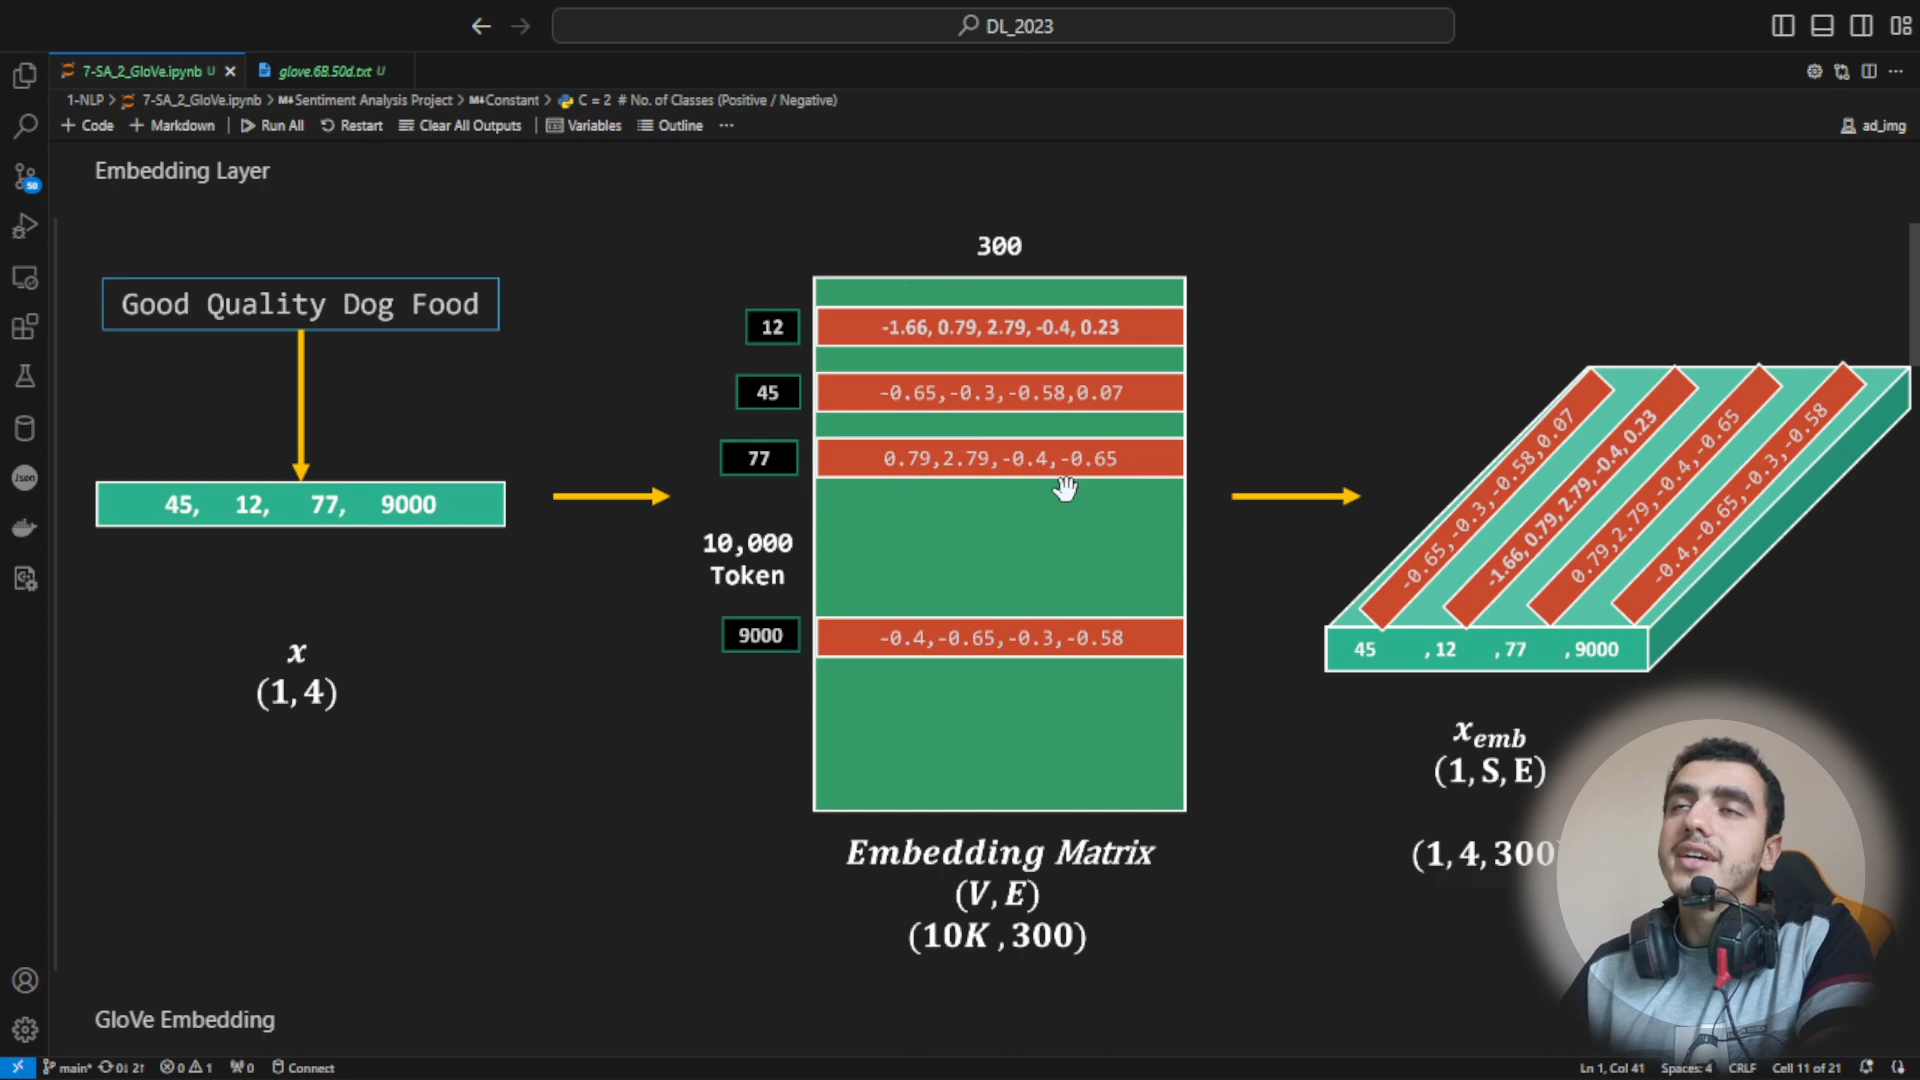 DL_2023
7-SA_2_GloVe.ipynb U
glove.6B.50d.txt U
1-NLP > 7-SA_2_GloVe.ipynb > M↓Sentiment Analysis Project > M↓Constant > C = 2 # No. of Classes (Positive / Negative)
+ Code + Markdown | Run All Restart Clear All Outputs | Variables Outline ···
ad_img
Embedding Layer
300
Good Quality Dog Food
12
-1.66, 0.79, 2.79, -0.4, 0.23
45
-0.65,-0.3,-0.58,0.07
77
0.79,2.79,-0.4,-0.65
45, 12, 77, 9000
10,000
Token
9000
-0.4,-0.65,-0.3,-0.58
-0.65,-0.3,-0.58,0.07
-1.66, 0.79, 2.79, -0.4, 0.23
0.79,2.79,-0.4,-0.65
-0.4,-0.65,-0.3,-0.58
45 , 12 , 77 , 9000
x
(1, 4)
x_emb
(1, S, E)
(1, 4, 300
Embedding Matrix
(V, E)
(10K , 300)
GloVe Embedding
50
Json
main* 0↓ 2↑ 0 1 0 Connect
Ln 1, Col 41 Spaces: 4 CRLF Cell 11 of 21